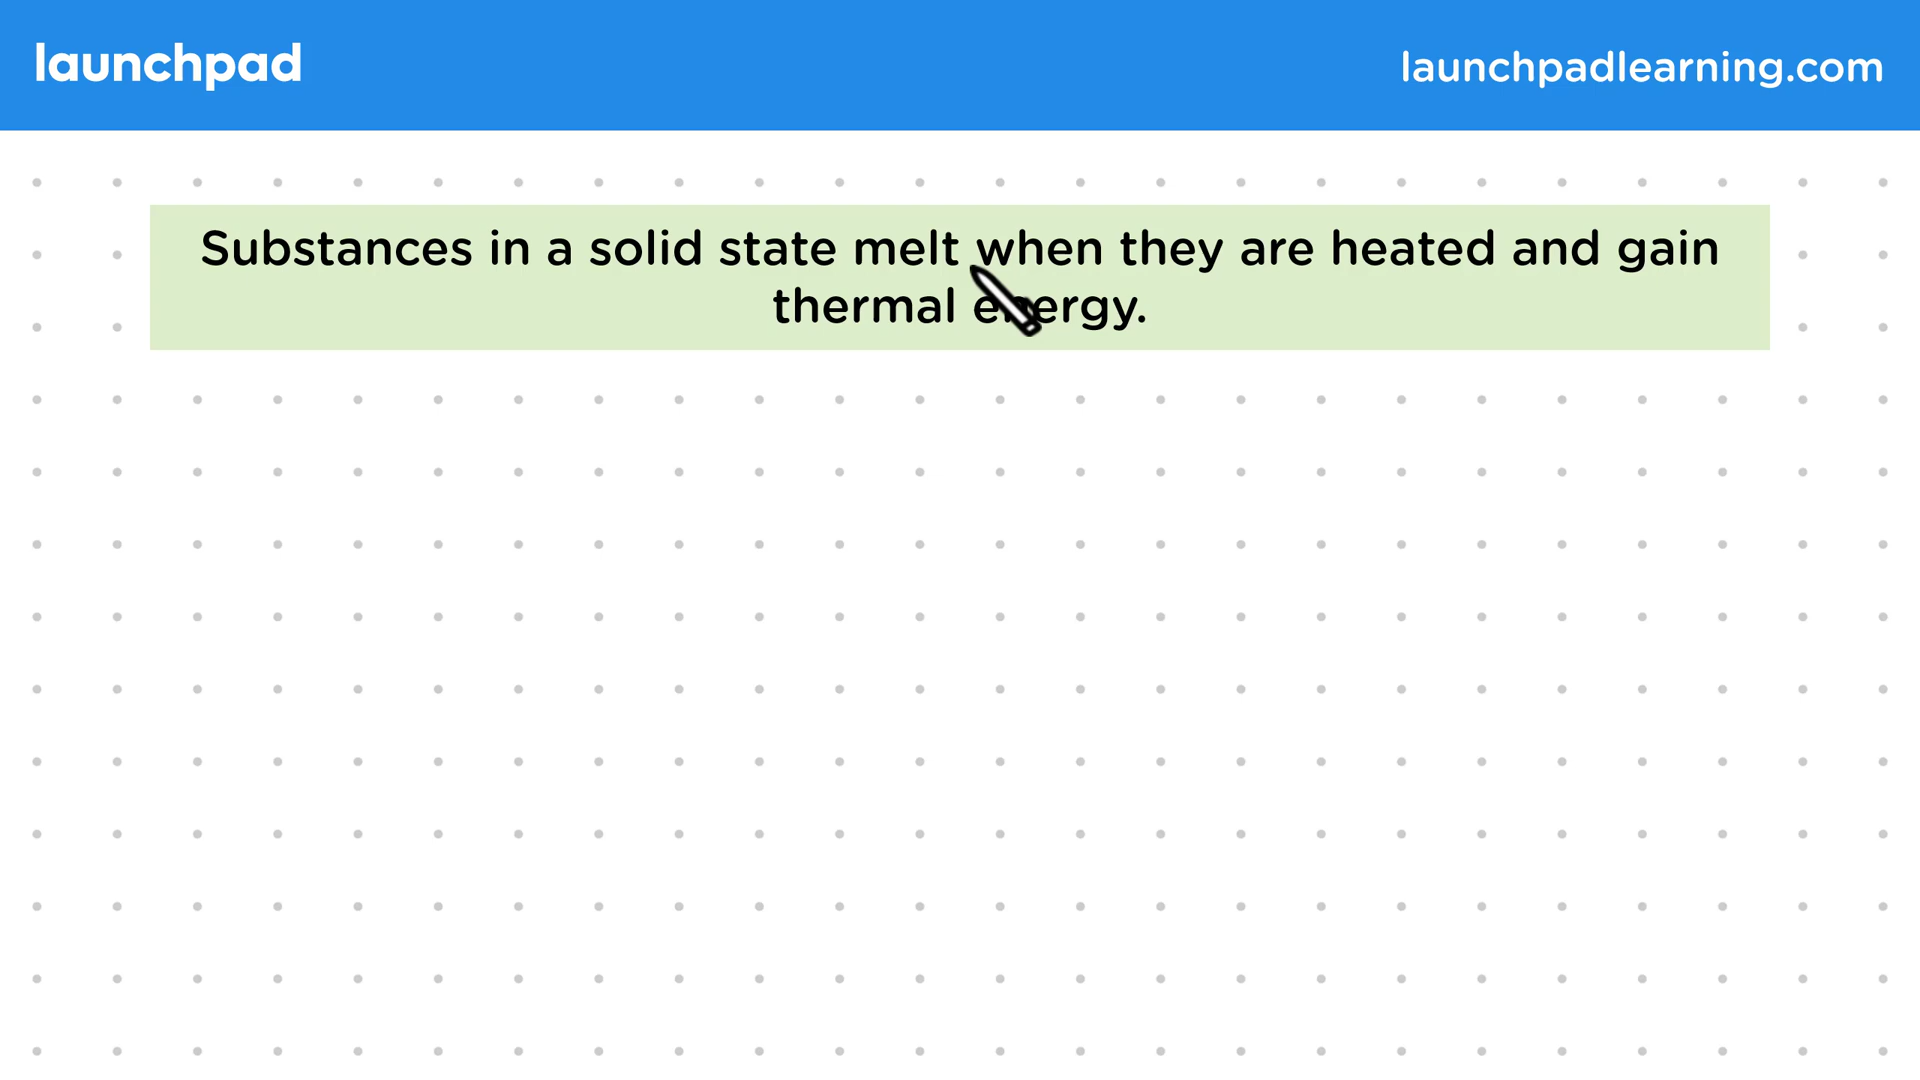 launchpad
launchpadlearning.com
Substances in a solid state melt when they are heated and gain
thermal energy.